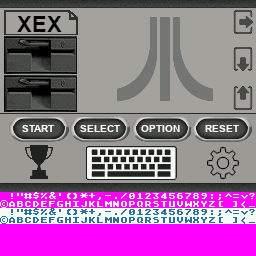 XEX
START SELECT OPTION RESET
!"#$%&'()*+,-./0123456789:;^=v?
©ABCDEFGHIJKLMNOPQRSTUVWXYZ[ ](-
!"#$%&'()*+,-./0123456789:;^=v?
©ABCDEFGHIJKLMNOPQRSTUVWXYZ[ ](-